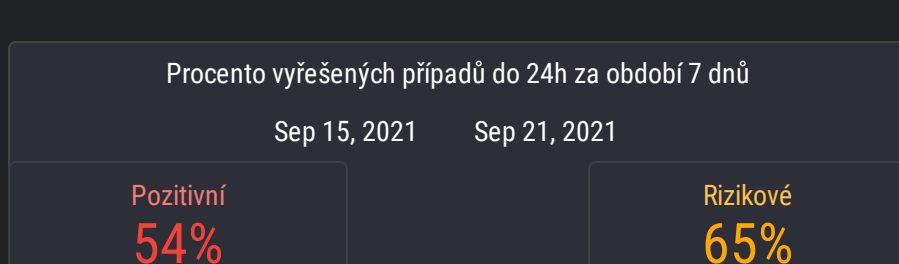 Procento vyřešených případů do 24h za období 7 dnů
Sep 15, 2021 Sep 21, 2021
Pozitivní Rizikové
54% 65%